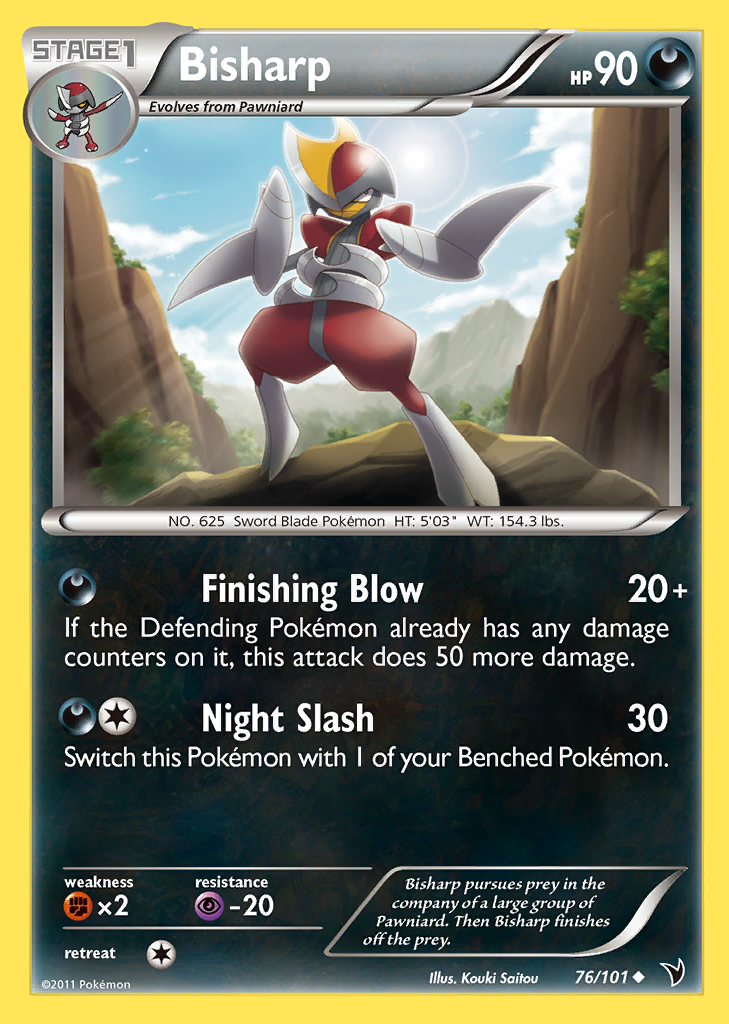 STAGE1
Bisharp
HP 90
Evolves from Pawniard
NO. 625 Sword Blade Pokémon HT: 5'03" WT: 154.3 lbs.
Finishing Blow 20+
If the Defending Pokémon already has any damage
counters on it, this attack does 50 more damage.
Night Slash 30
Switch this Pokémon with 1 of your Benched Pokémon.
weakness
×2
resistance
-20
retreat
Bisharp pursues prey in the
company of a large group of
Pawniard. Then Bisharp finishes
off the prey.
©2011 Pokémon
Illus. Kouki Saitou
76/101